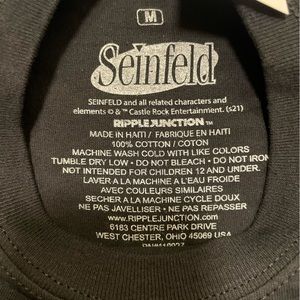 M
Seinfeld
SEINFELD and all related characters and
elements © & ™ Castle Rock Entertainment. (s21)
RIPPLE JUNCTION™
MADE IN HAITI / FABRIQUE EN HAITI
100% COTTON / COTON
MACHINE WASH COLD WITH LIKE COLORS
TUMBLE DRY LOW - DO NOT BLEACH - DO NOT IRON
NOT INTENDED FOR CHILDREN 12 AND UNDER.
LAVER A LA MACHINE A L'EAU FROIDE
AVEC COULEURS SIMILAIRES
SECHER A LA MACHINE CYCLE DOUX
NE PAS JAVELLISER - NE PAS REPASSER
WWW.RIPPLEJUNCTION.COM
6183 CENTRE PARK DRIVE
WEST CHESTER, OHIO 45069 USA